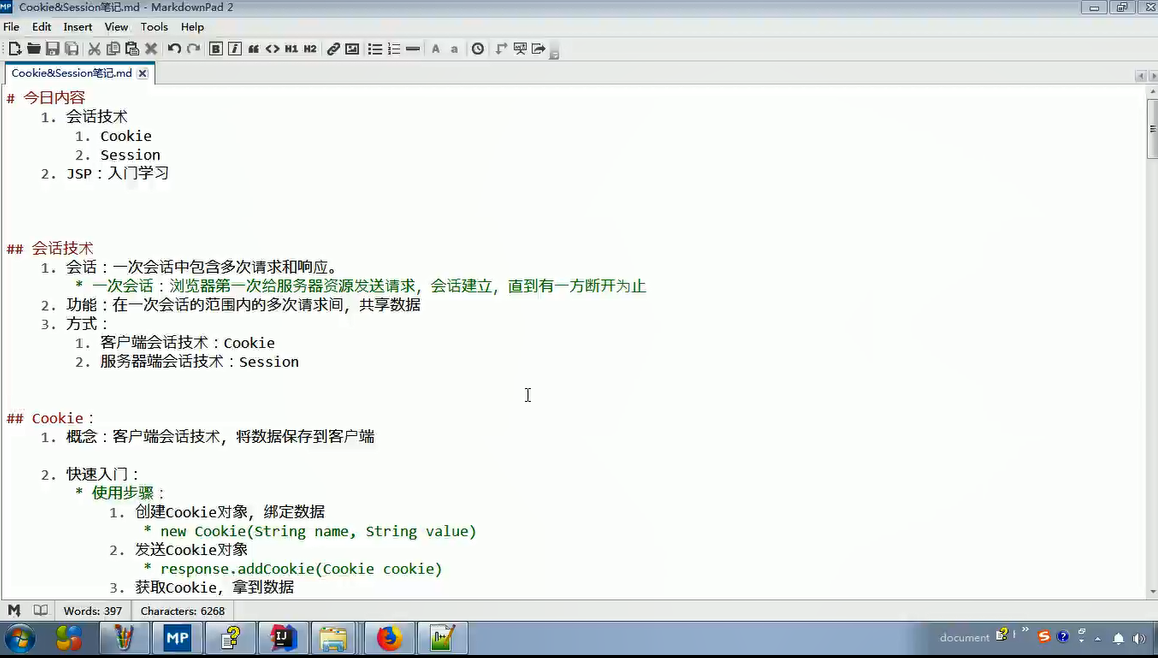 Cookie&Session笔记.md - MarkdownPad 2
File Edit Insert View Tools Help
B i H1 H2 A a
Cookie&Session笔记.md
# 今日内容
1. 会话技术
1. Cookie
2. Session
2. JSP：入门学习
## 会话技术
1. 会话：一次会话中包含多次请求和响应。
* 一次会话：浏览器第一次给服务器资源发送请求，会话建立，直到有一方断开为止
2. 功能：在一次会话的范围内的多次请求间，共享数据
3. 方式：
1. 客户端会话技术：Cookie
2. 服务器端会话技术：Session
## Cookie：
1. 概念：客户端会话技术，将数据保存到客户端
2. 快速入门：
* 使用步骤：
1. 创建Cookie对象，绑定数据
* new Cookie(String name, String value)
2. 发送Cookie对象
* response.addCookie(Cookie cookie)
3. 获取Cookie，拿到数据
Words: 397 Characters: 6268
MP IJ document